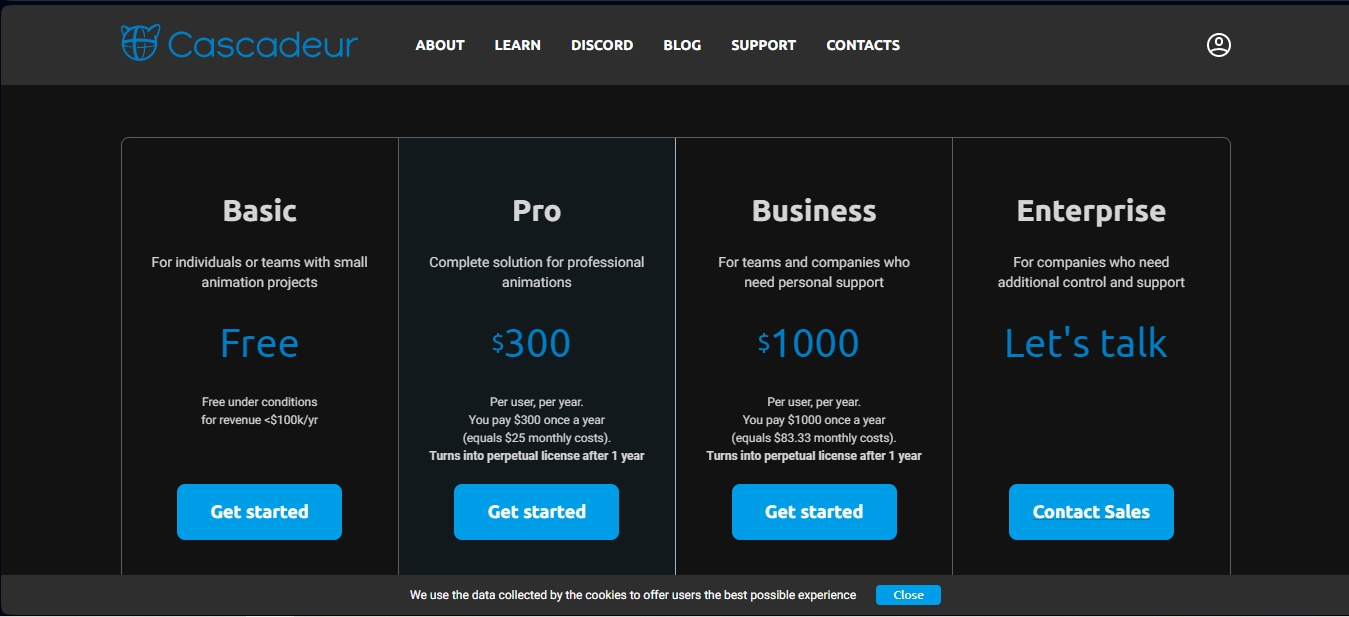 Cascadeur
ABOUT LEARN DISCORD BLOG SUPPORT CONTACTS
Basic
For individuals or teams with small
animation projects
Free
Free under conditions
for revenue <$100k/yr
Get started
Pro
Complete solution for professional
animations
$300
Per user, per year.
You pay $300 once a year
(equals $25 monthly costs).
Turns into perpetual license after 1 year
Get started
Business
For teams and companies who
need personal support
$1000
Per user, per year.
You pay $1000 once a year
(equals $83.33 monthly costs).
Turns into perpetual license after 1 year
Get started
Enterprise
For companies who need
additional control and support
Let's talk
Contact Sales
We use the data collected by the cookies to offer users the best possible experience
Close